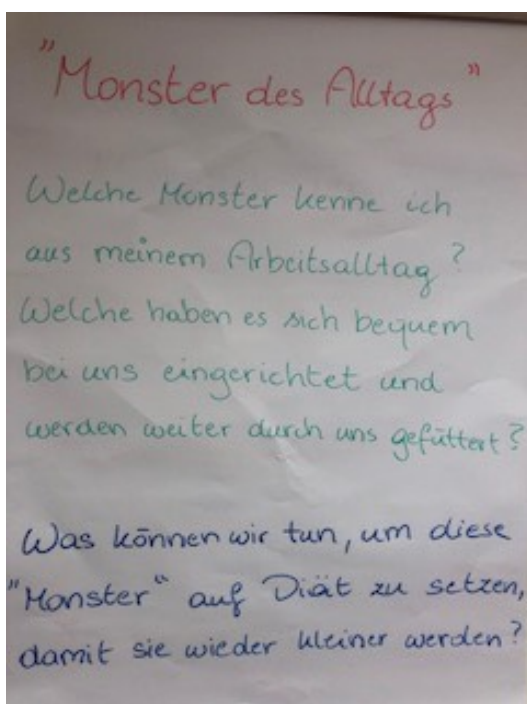 "Monster des Alltags"
Welche Monster kenne ich
aus meinem Arbeitsalltag?
Welche haben es sich bequem
bei uns eingerichtet und
werden weiter durch uns gefüttert?
Was können wir tun, um diese
"Monster" auf Diät zu setzen,
damit sie wieder kleiner werden?